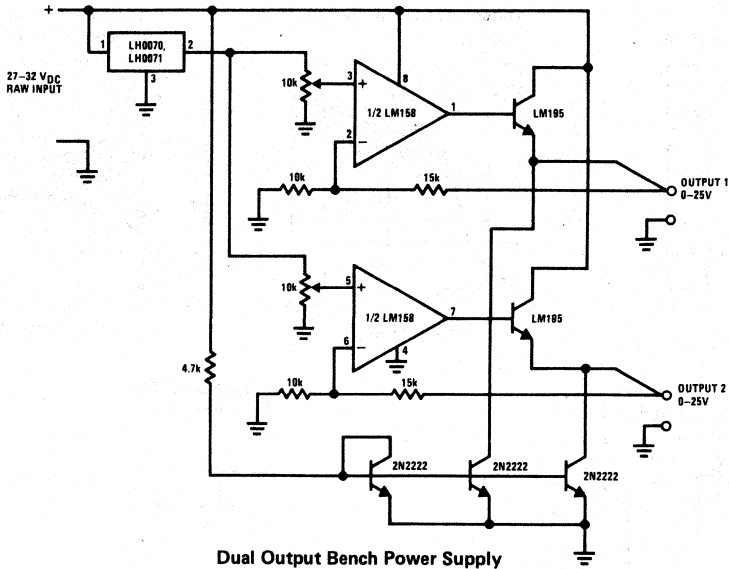 +
1
LH0070,
LH0071
2
3
27–32 VDC
RAW INPUT
10k
3
+
8
1/2 LM158
1
LM195
2
–
10k
15k
OUTPUT 1
0–25V
10k
5
+
1/2 LM158
7
LM195
6
–
4
4.7k
10k
15k
OUTPUT 2
0–25V
2N2222
2N2222
2N2222
Dual Output Bench Power Supply